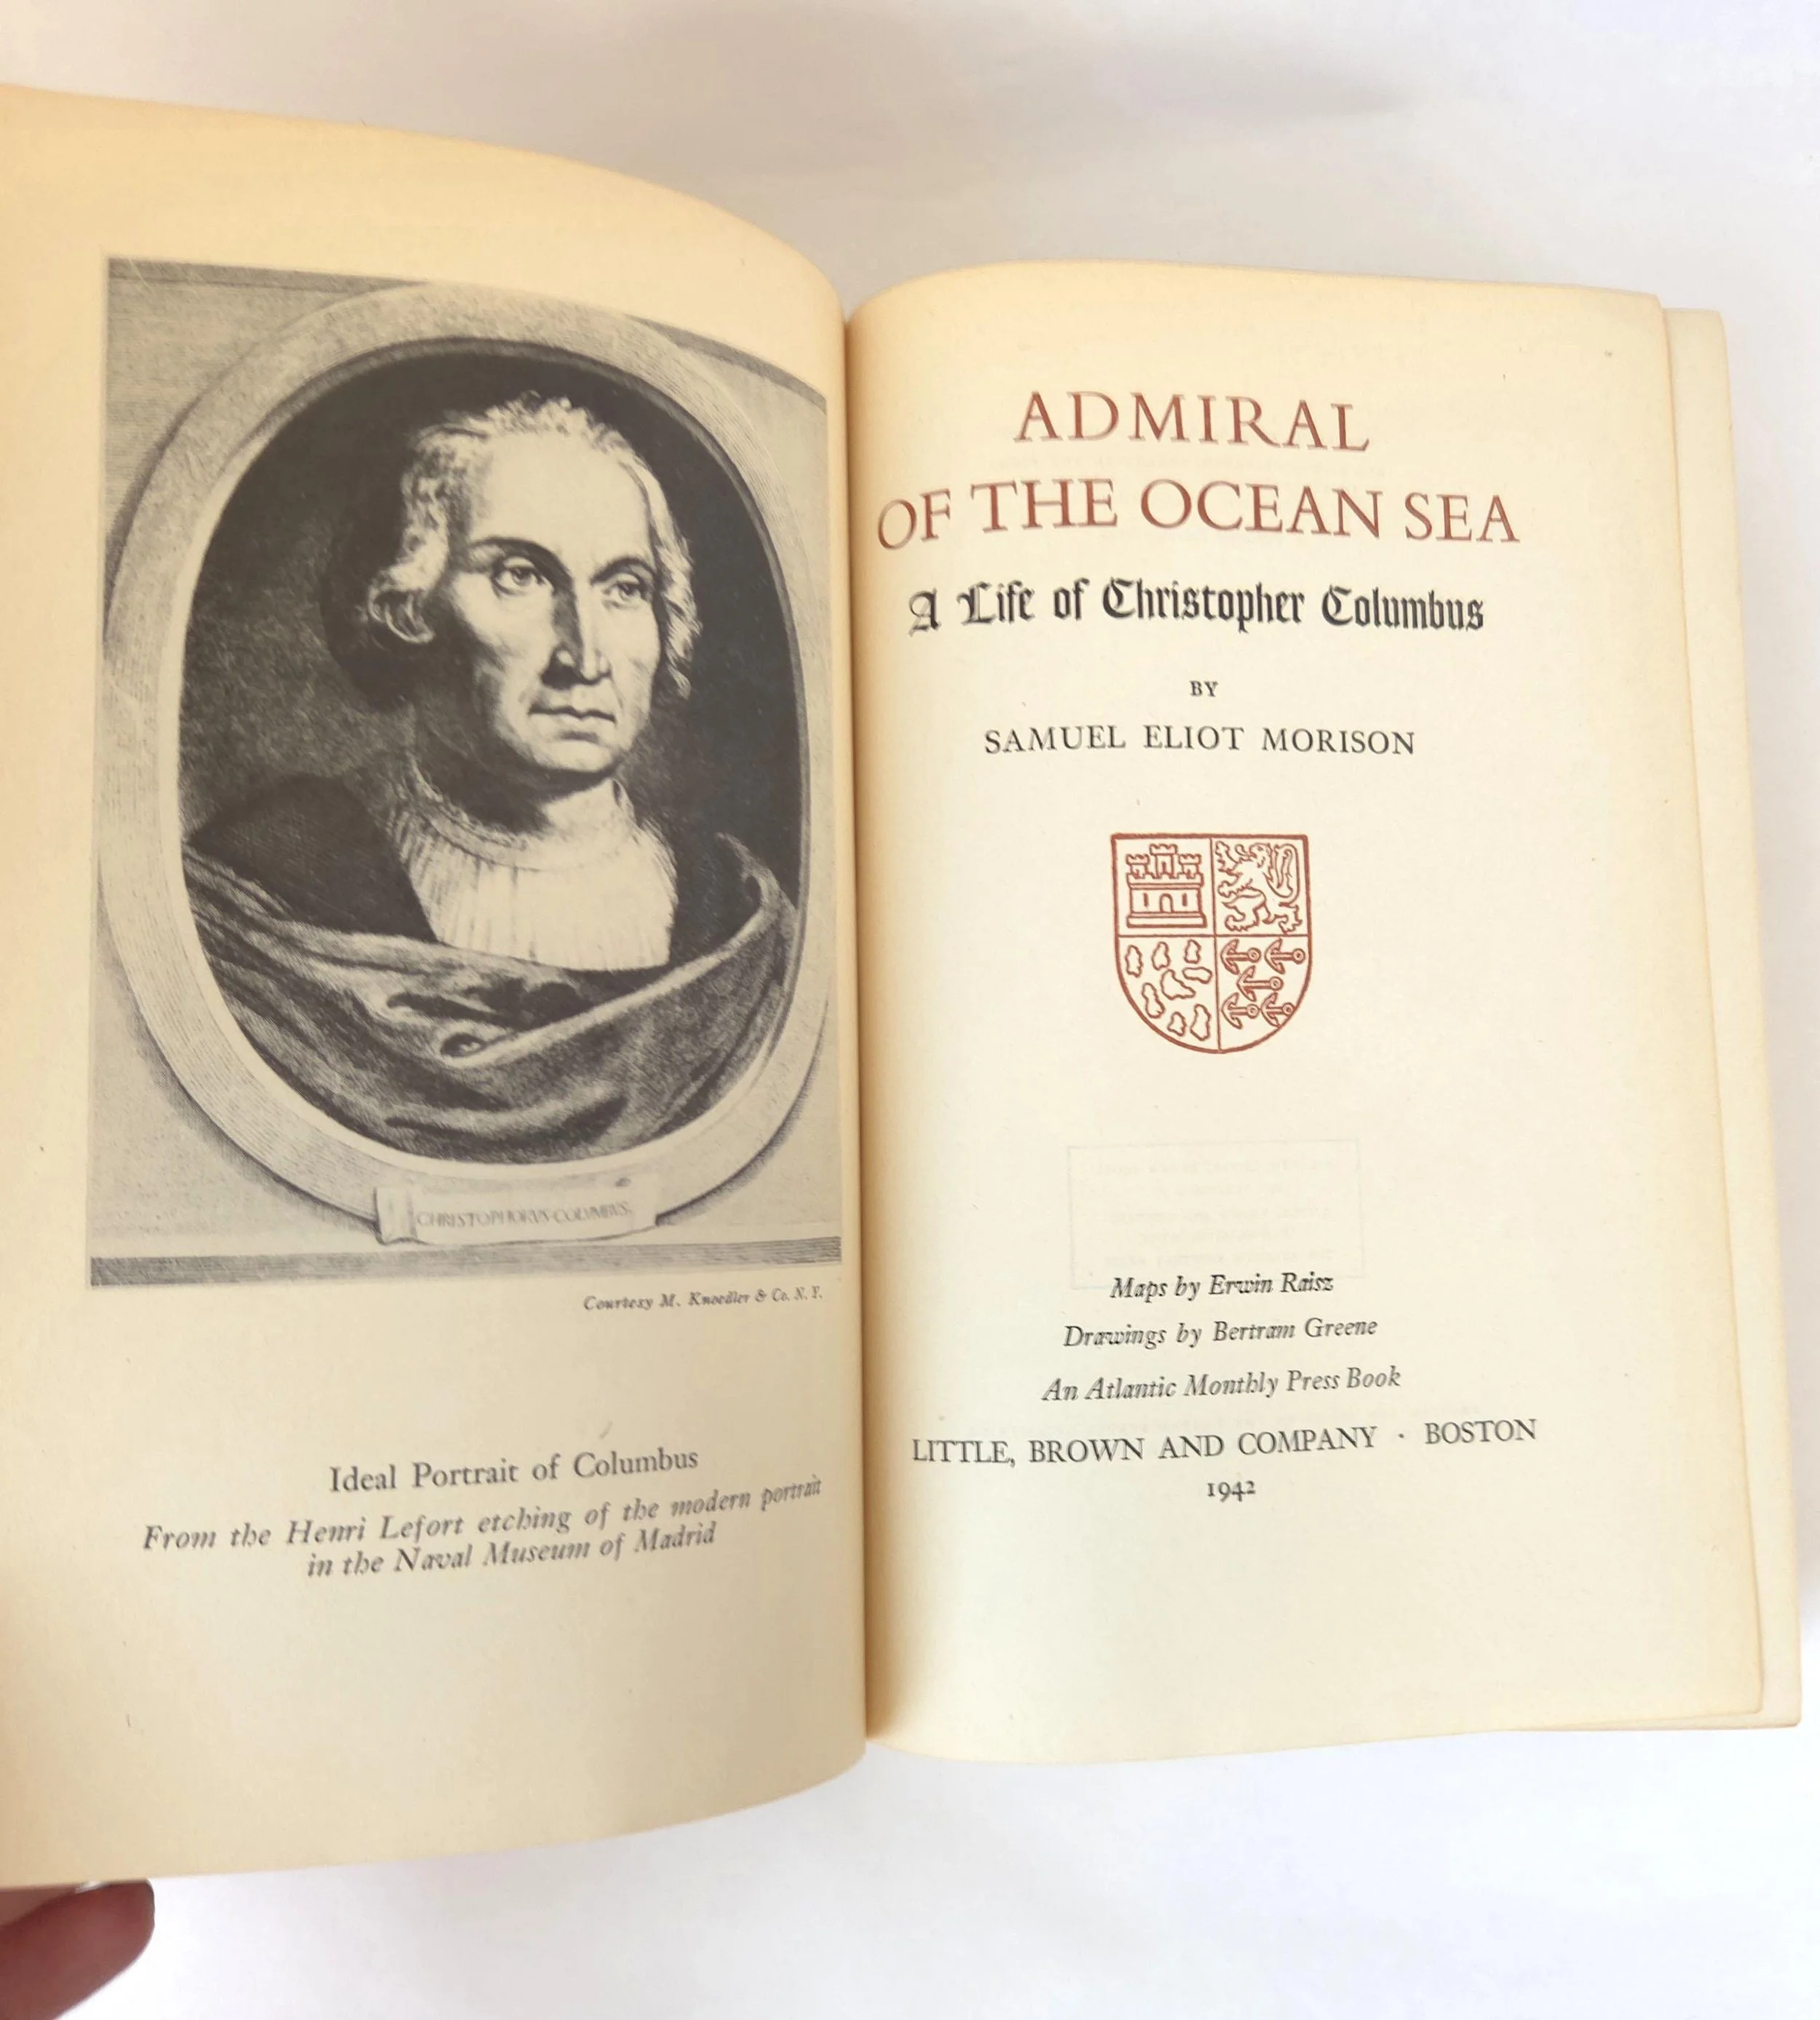 CHRISTOPHORVS COLVMBVS.
Courtesy M. Knoedler & Co. N. Y.
Ideal Portrait of Columbus
From the Henri Lefort etching of the modern portrait
in the Naval Museum of Madrid
ADMIRAL
OF THE OCEAN SEA
A Life of Christopher Columbus
BY
SAMUEL ELIOT MORISON
Maps by Erwin Raisz
Drawings by Bertram Greene
An Atlantic Monthly Press Book
LITTLE, BROWN AND COMPANY · BOSTON
1942